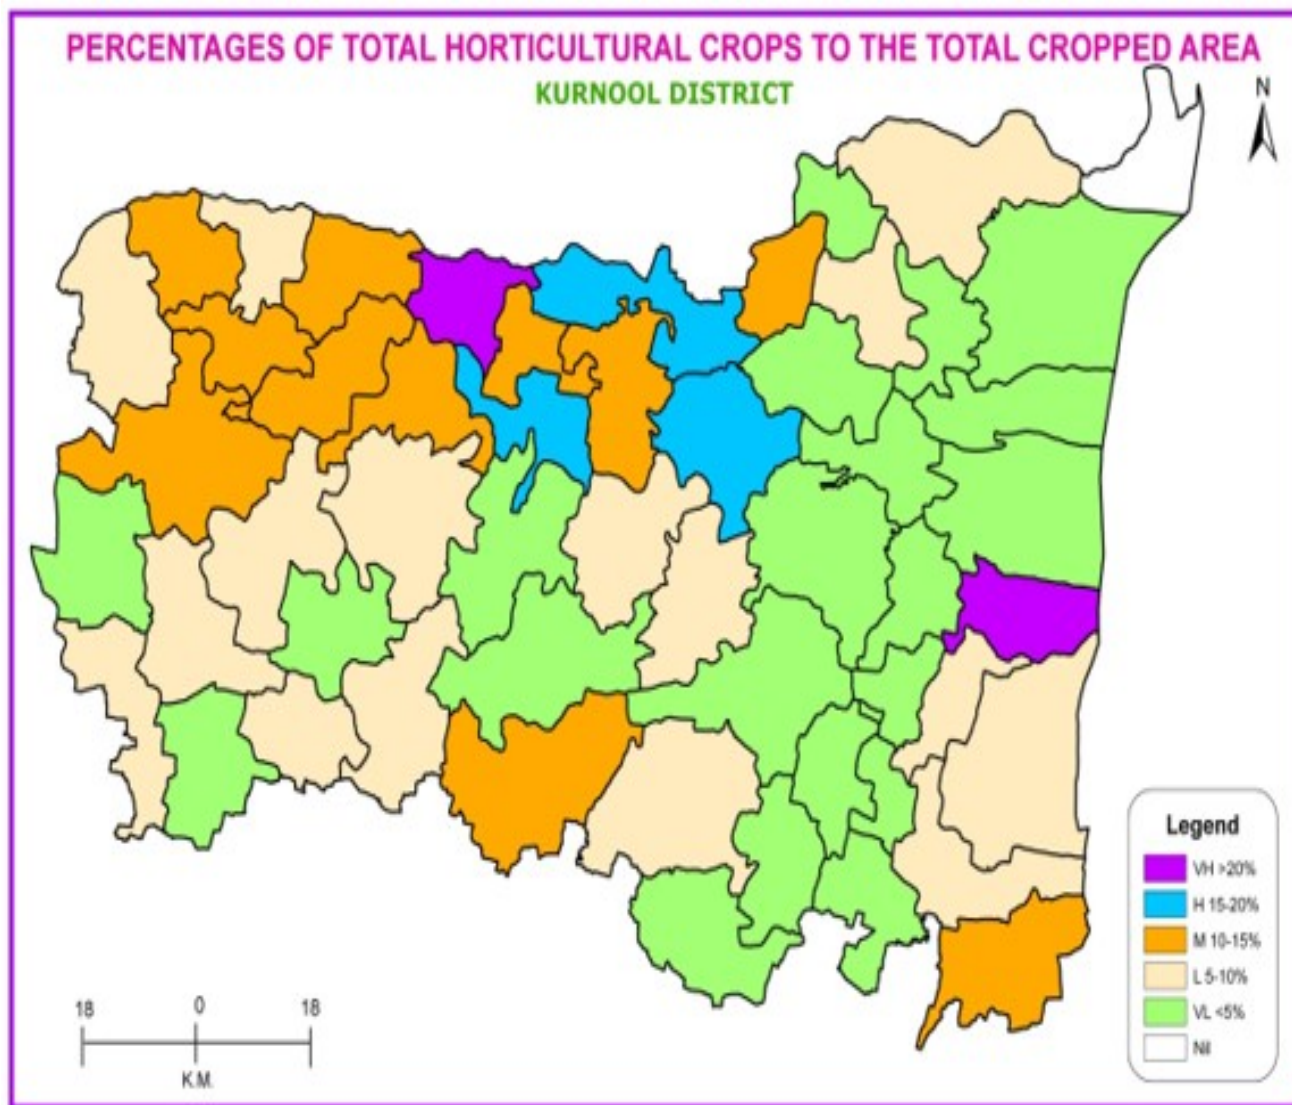 PERCENTAGES OF TOTAL HORTICULTURAL CROPS TO THE TOTAL CROPPED AREA
KURNOOL DISTRICT
N
Legend
VH >20%
H 15-20%
M 10-15%
L 5-10%
VL <5%
Nil
18 0 18
K.M.